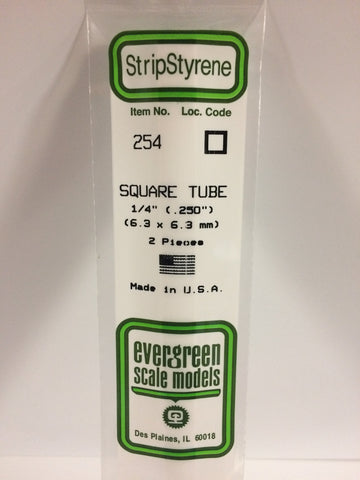 StripStyrene
Item No. Loc. Code
254
SQUARE TUBE
1/4" (.250")
(6.3 x 6.3 mm)
2 Pieces
Made in U.S.A.
evergreen
scale models
Des Plaines, IL 60018